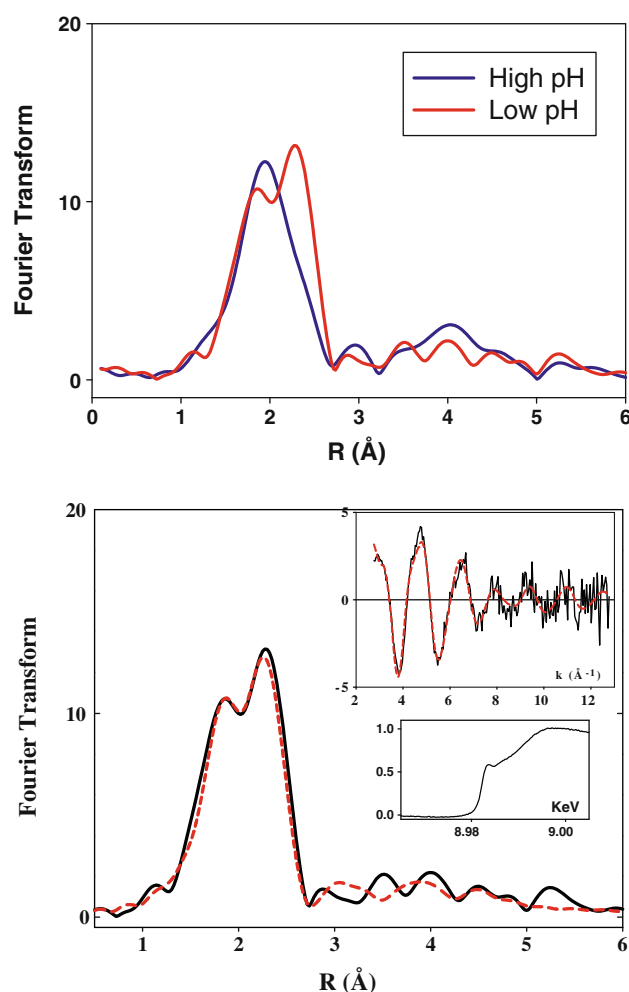 20
High pH
Low pH
10
0
Fourier Transform
0 1 2 3 4 5 6
R (Å)
20
10
0
Fourier Transform
5
0
-5
2 4 6 8 10 12
k (Å⁻¹)
1.0
0.5
0.0
KeV
8.98 9.00
1 2 3 4 5 6
R (Å)